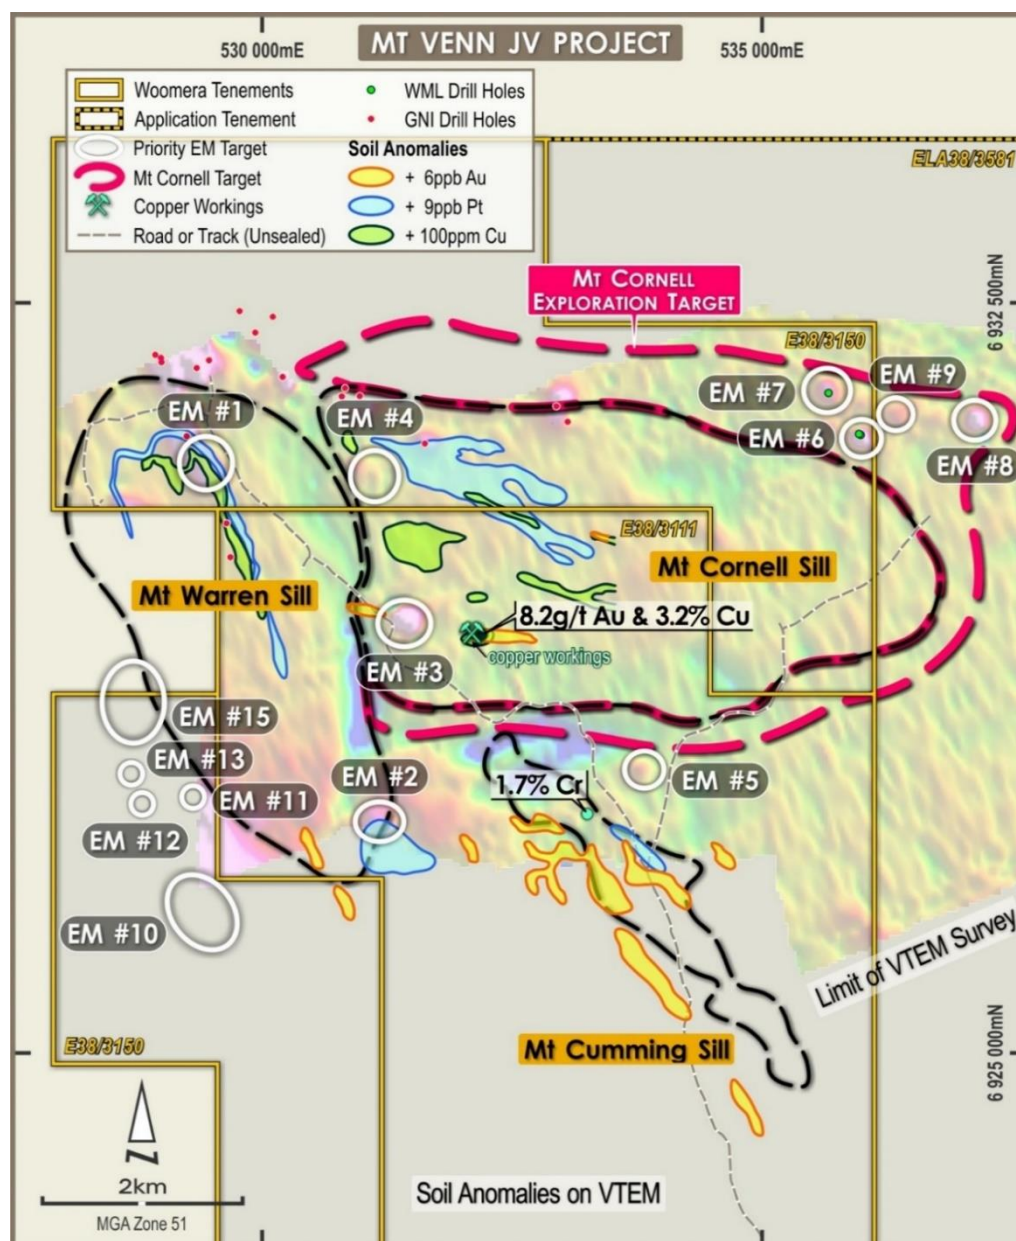 530 000mE
MT VENN JV PROJECT
535 000mE
Woomera Tenements
Application Tenement
Priority EM Target
Mt Cornell Target
Copper Workings
Road or Track (Unsealed)
WML Drill Holes
GNI Drill Holes
Soil Anomalies
+ 6ppb Au
+ 9ppb Pt
+ 100ppm Cu
ELA38/3581
MT CORNELL
EXPLORATION TARGET
6 932 500mN
E38/3150
EM #7
EM #9
EM #1
EM #4
EM #6
EM #8
E38/3111
Mt Cornell Sill
Mt Warren Sill
8.2g/t Au & 3.2% Cu
copper workings
EM #3
EM #15
EM #13
EM #2
EM #5
1.7% Cr
EM #11
EM #12
EM #10
Limit of VTEM Survey
E38/3150
Mt Cumming Sill
6 925 000mN
N
2km
MGA Zone 51
Soil Anomalies on VTEM